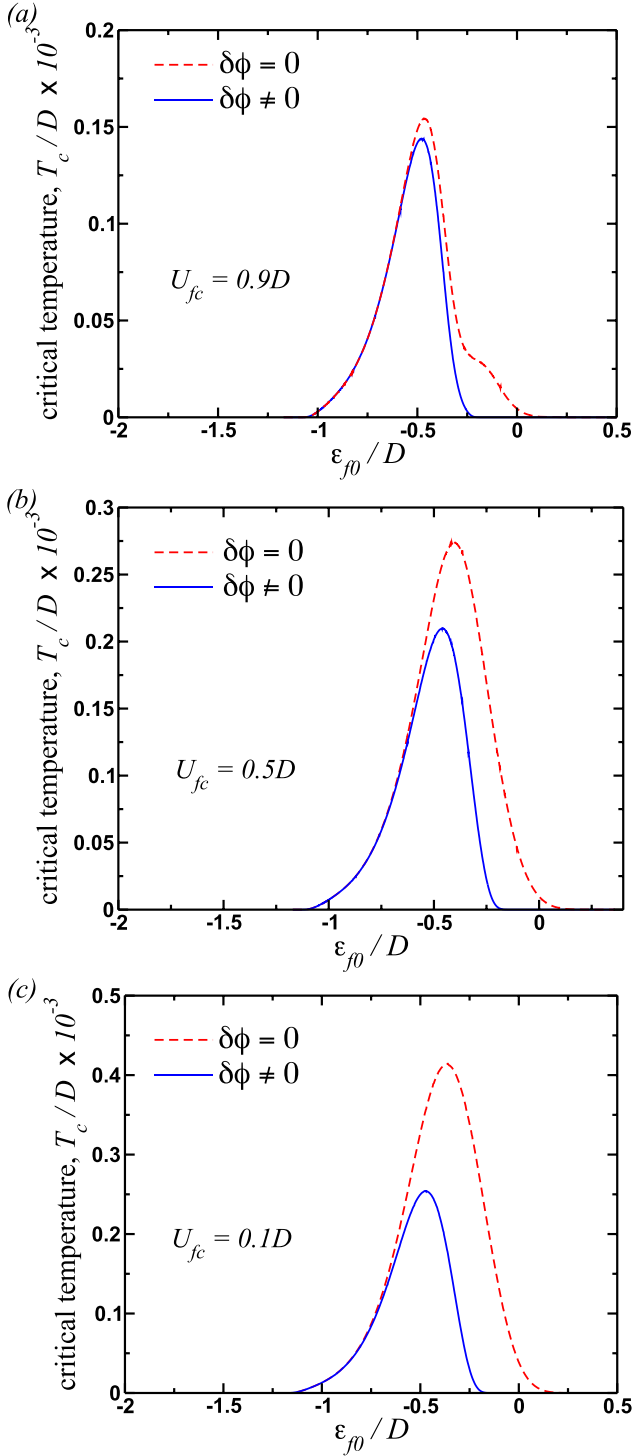 (a)
0.2
δϕ = 0
δϕ ≠ 0
0.15
0.1
0.05
0
U_fc = 0.9D
critical temperature, T_c / D x 10^-3
-2 -1.5 -1 -0.5 0 0.5
ε_f0 / D
(b)
0.3
δϕ = 0
δϕ ≠ 0
0.25
0.2
0.15
0.1
0.05
0
U_fc = 0.5D
critical temperature, T_c / D x 10^-3
-2 -1.5 -1 -0.5 0
ε_f0 / D
(c)
0.5
δϕ = 0
δϕ ≠ 0
0.4
0.3
0.2
0.1
0
U_fc = 0.1D
critical temperature, T_c / D x 10^-3
-2 -1.5 -1 -0.5 0 0.5
ε_f0 / D